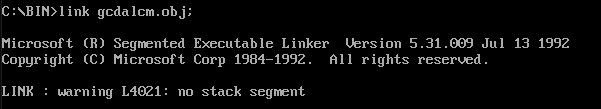 C:\BIN>link gcdalcm.obj;
Microsoft (R) Segmented Executable Linker  Version 5.31.009 Jul 13 1992
Copyright (C) Microsoft Corp 1984-1992.  All rights reserved.
LINK : warning L4021: no stack segment